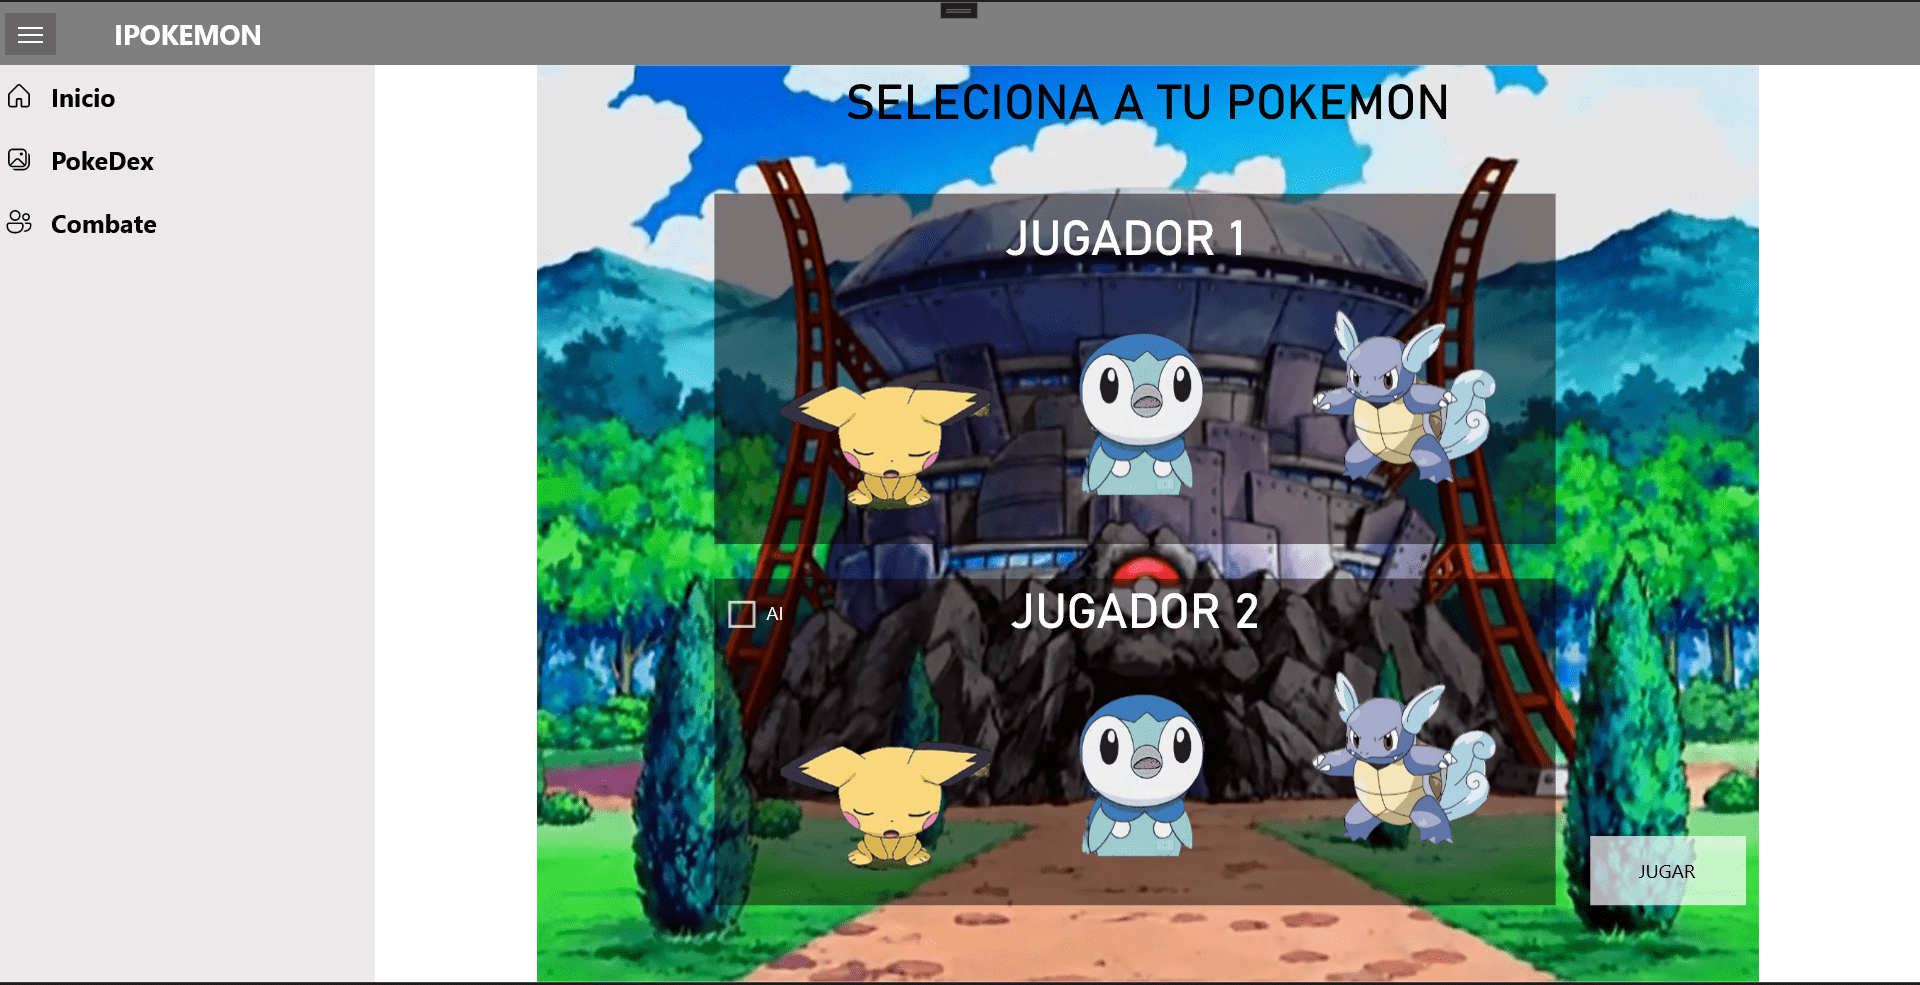 IPOKEMON
Inicio
PokeDex
Combate
SELECIONA A TU POKEMON
JUGADOR 1
AI
JUGADOR 2
JUGAR